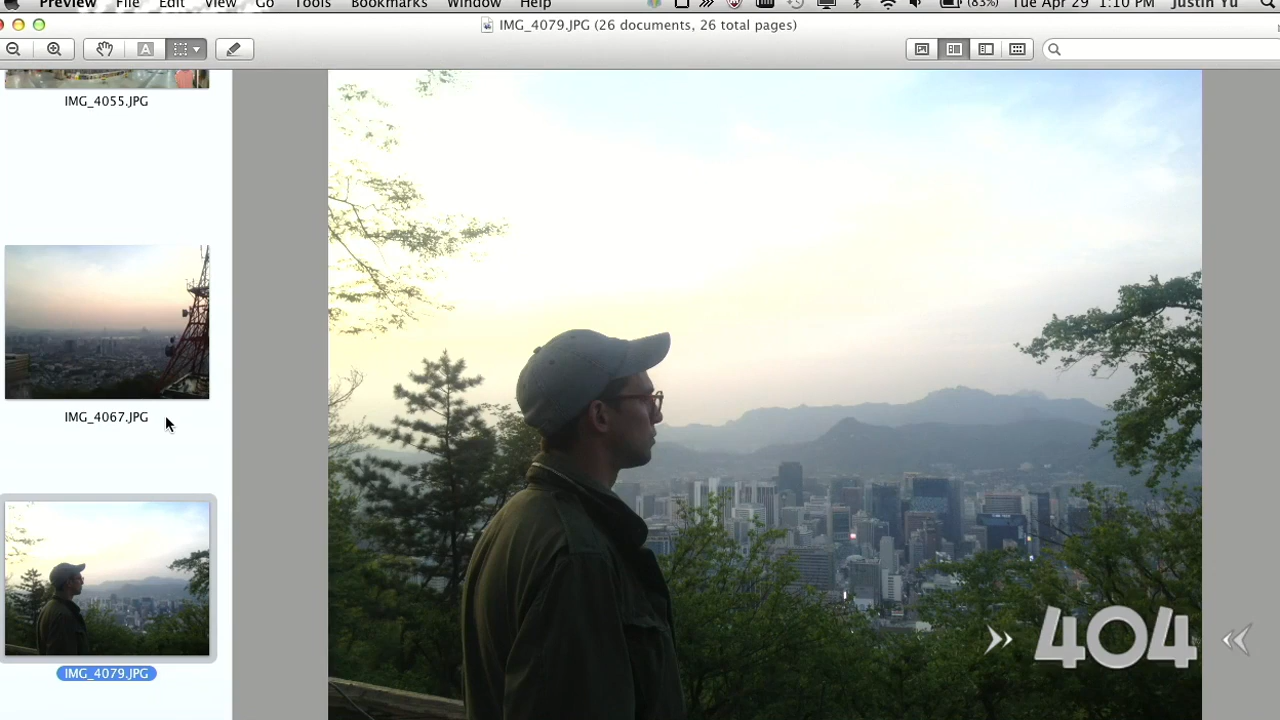 Preview File Edit View Go Tools Bookmarks Window Help (83%) Tue Apr 29 1:10 PM Justin Yu
IMG_4079.JPG (26 documents, 26 total pages)
A
IMG_4055.JPG
IMG_4067.JPG
IMG_4079.JPG
404